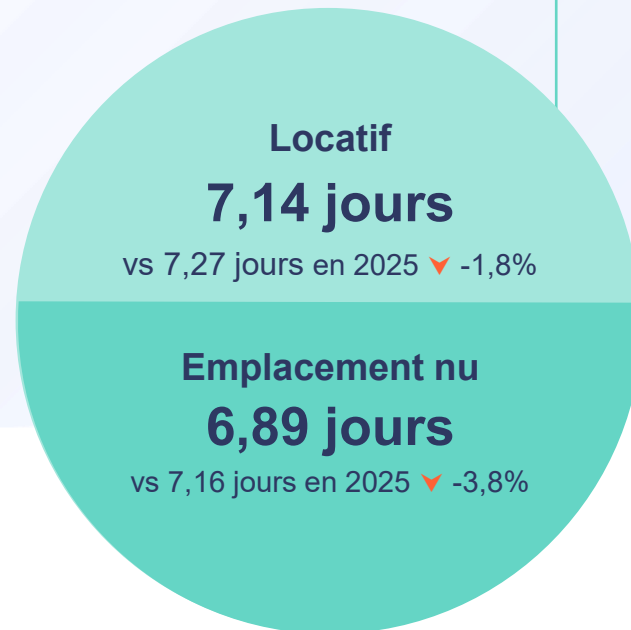 Locatif
7,14 jours
vs 7,27 jours en 2025 -1,8%
Emplacement nu
6,89 jours
vs 7,16 jours en 2025 -3,8%